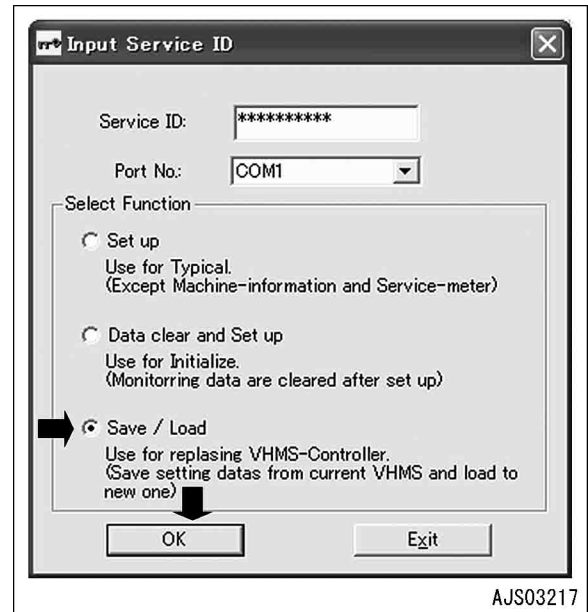 Input Service ID
Service ID: **********
Port No.: COM1
Select Function
Set up
Use for Typical.
(Except Machine-information and Service-meter)
Data clear and Set up
Use for Initialize.
(Monitorring data are cleared after set up)
Save / Load
Use for replasing VHMS-Controller.
(Save setting datas from current VHMS and load to
new one)
OK Exit
AJS03217